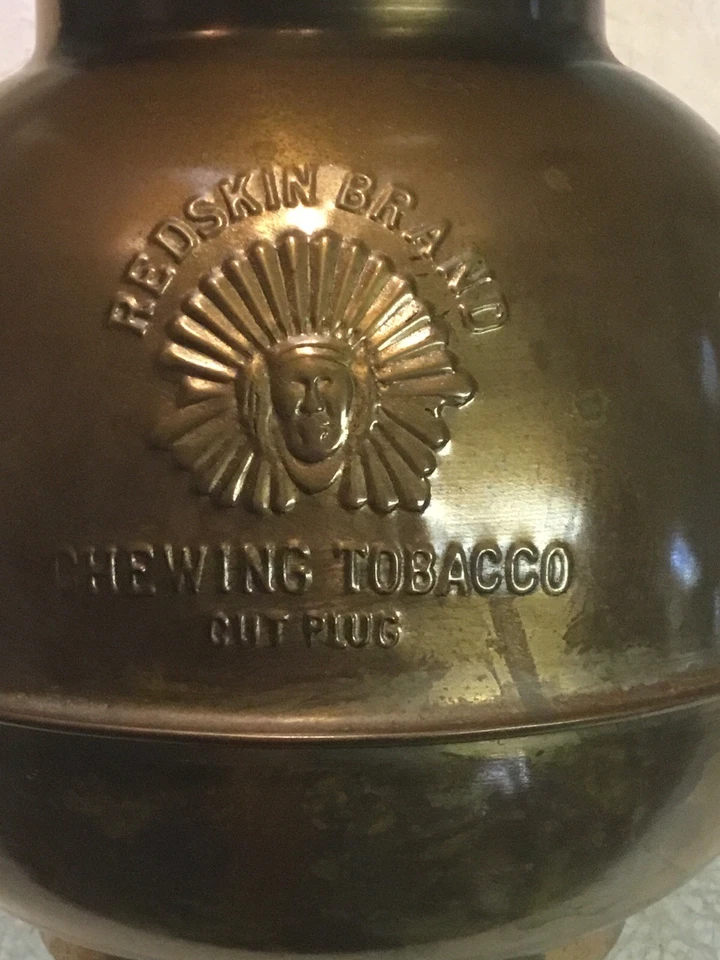 REDSKIN BRAND
CHEWING TOBACCO
CUT PLUG